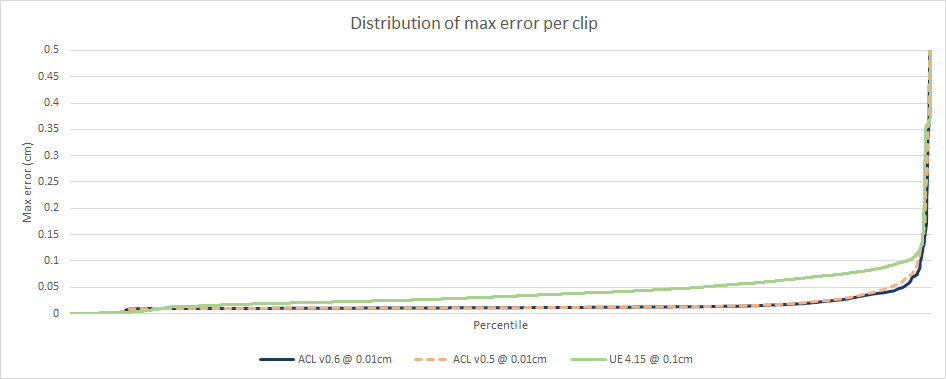 Distribution of max error per clip
0.5
0.45
0.4
0.35
0.3
0.25
0.2
0.15
0.1
0.05
0
Max error (cm)
Percentile
ACL v0.6 @ 0.01cm ACL v0.5 @ 0.01cm UE 4.15 @ 0.1cm